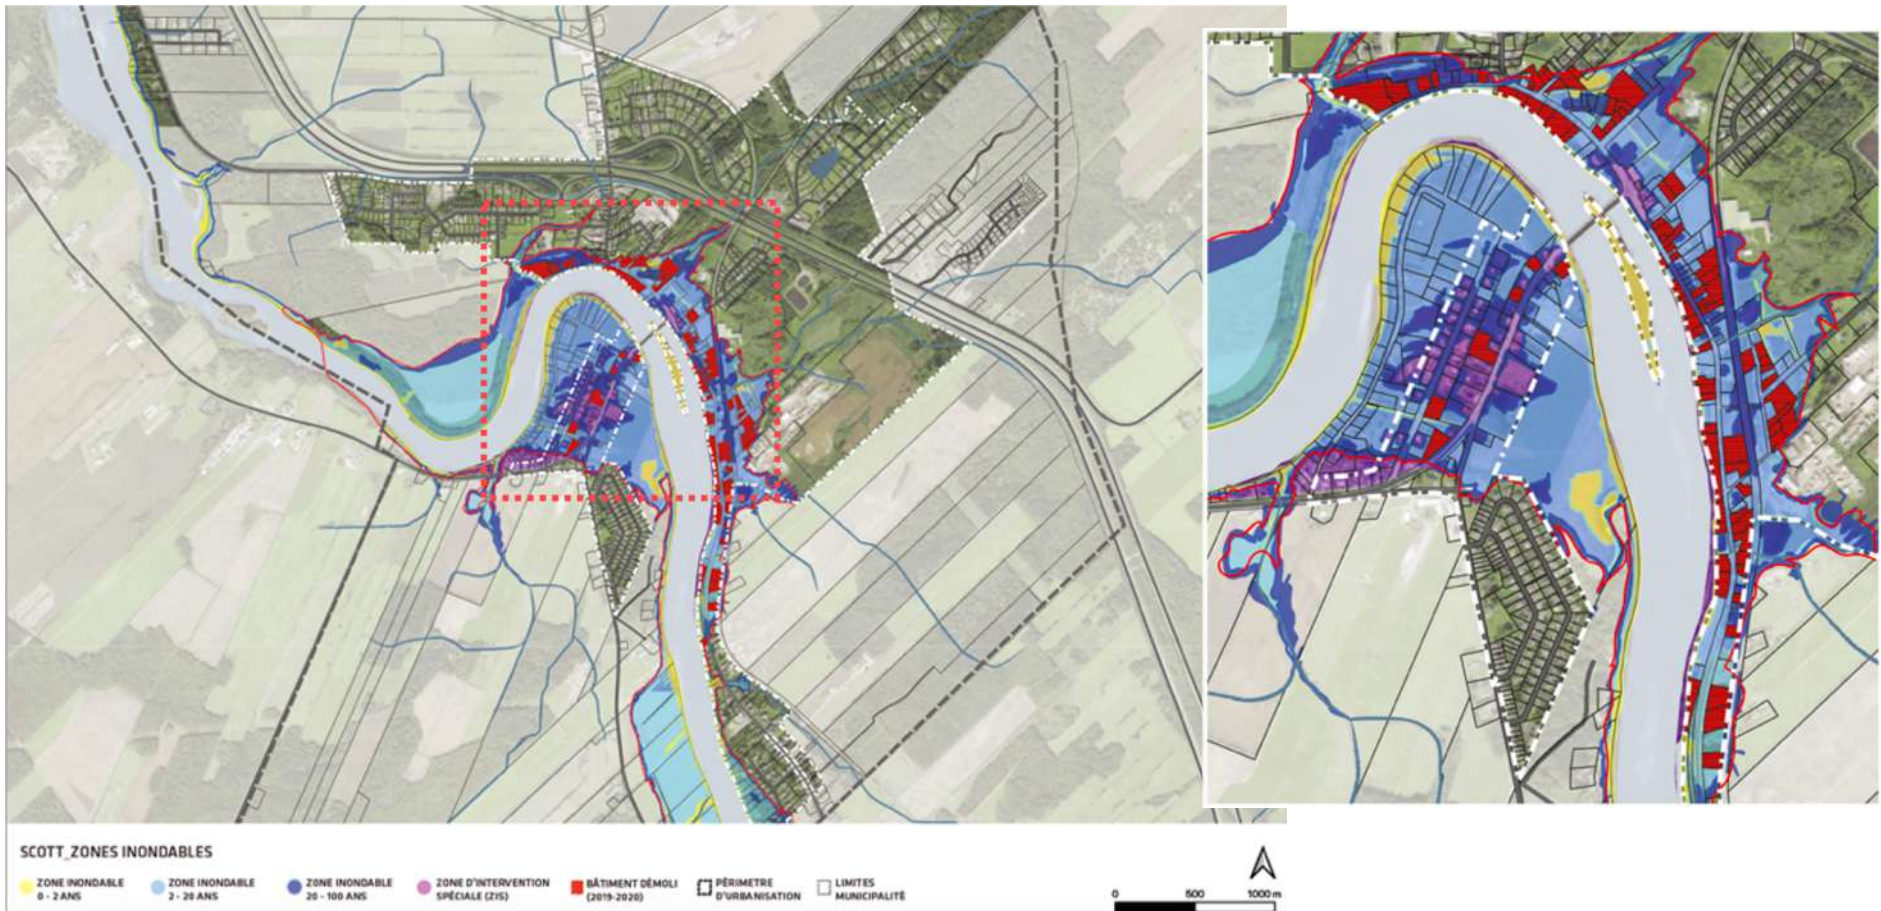 SCOTT_ZONES INONDABLES
ZONE INONDABLE
0 - 2 ANS
ZONE INONDABLE
2 - 20 ANS
ZONE INONDABLE
20 - 100 ANS
ZONE D'INTERVENTION
SPÉCIALE (ZIS)
BÂTIMENT DÉMOLI
(2019-2020)
PÉRIMETRE
D'URBANISATION
LIMITES
MUNICIPALITÉ
0 500 1000 m